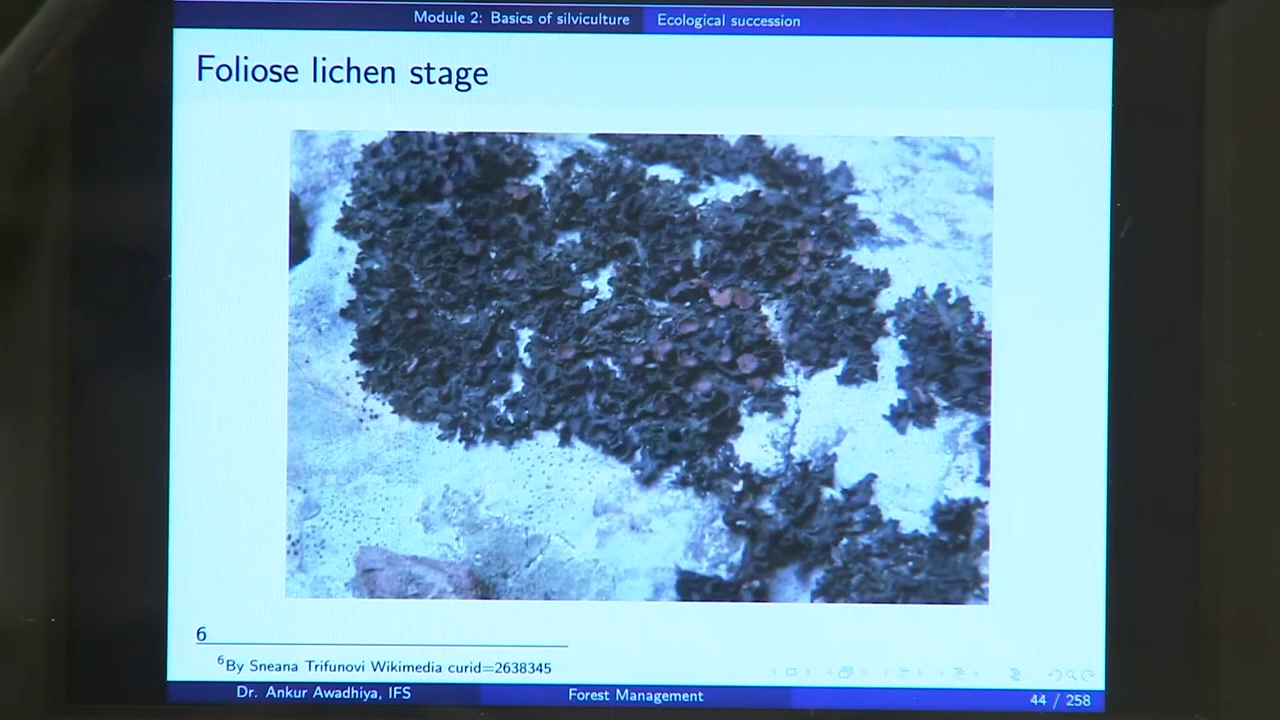 Module 2: Basics of silviculture Ecological succession
Foliose lichen stage
6
6By Sneana Trifunovi Wikimedia curid=2638345
Dr. Ankur Awadhiya, IFS Forest Management 44 / 258